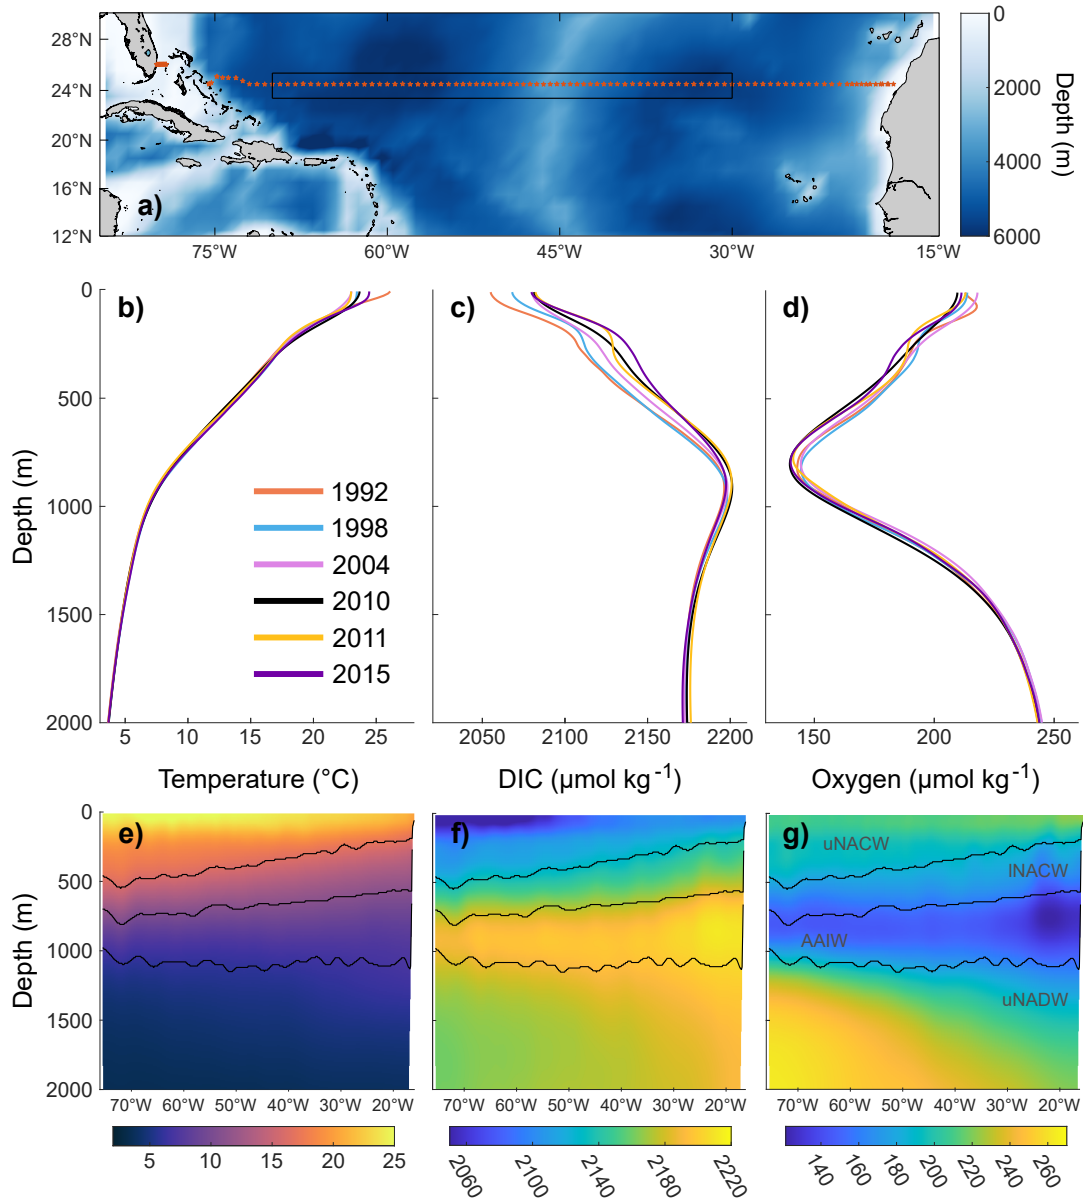 28°N
24°N
20°N
16°N
12°N
a)
75°W
60°W
45°W
30°W
15°W
0
2000
4000
6000
Depth (m)
b)
c)
d)
0
500
1000
1500
2000
Depth (m)
1992
1998
2004
2010
2011
2015
5
10
15
20
25
2050
2100
2150
2200
150
200
250
Temperature (°C)
DIC (µmol kg⁻¹)
Oxygen (µmol kg⁻¹)
e)
f)
g)
uNACW
lNACW
AAIW
uNADW
0
500
1000
1500
2000
Depth (m)
70°W
60°W
50°W
40°W
30°W
20°W
70°W
60°W
50°W
40°W
30°W
20°W
70°W
60°W
50°W
40°W
30°W
20°W
5
10
15
20
25
2060
2100
2140
2180
2220
140
160
180
200
220
240
260